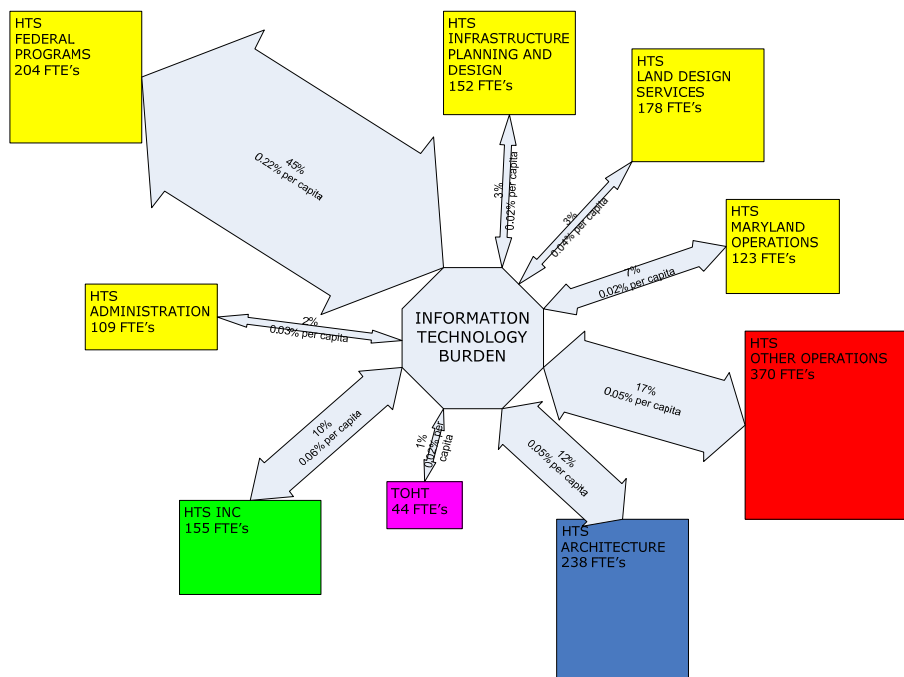 HTS
FEDERAL
PROGRAMS
204 FTE's
HTS
INFRASTRUCTURE
PLANNING AND
DESIGN
152 FTE's
HTS
LAND DESIGN
SERVICES
178 FTE's
45%
0.22% per capita
3%
0.02% per capita
3%
0.04% per capita
HTS
MARYLAND
OPERATIONS
123 FTE's
7%
0.02% per capita
HTS
ADMINISTRATION
109 FTE's
2%
0.03% per capita
INFORMATION
TECHNOLOGY
BURDEN
HTS
OTHER OPERATIONS
370 FTE's
17%
0.05% per capita
10%
0.06% per capita
1%
0.02% per
capita
12%
0.05% per capita
HTS INC
155 FTE's
TOHT
44 FTE's
HTS
ARCHITECTURE
238 FTE's